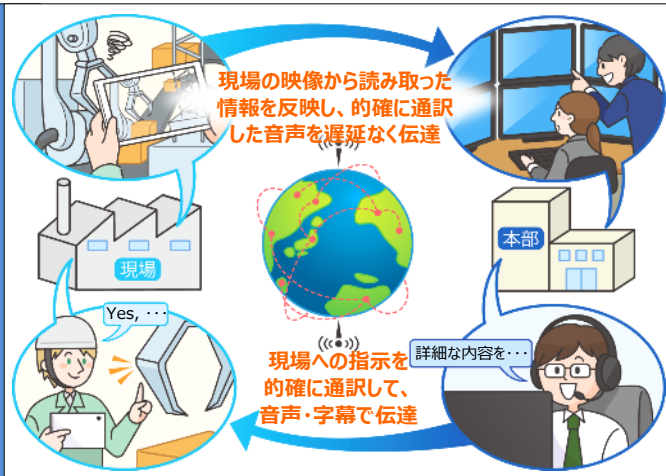 現場の映像から読み取った
情報を反映し、的確に通訳
した音声を遅延なく伝達
現場
本部
Yes, ･･･
詳細な内容を･･･
現場への指示を
的確に通訳して、
音声・字幕で伝達